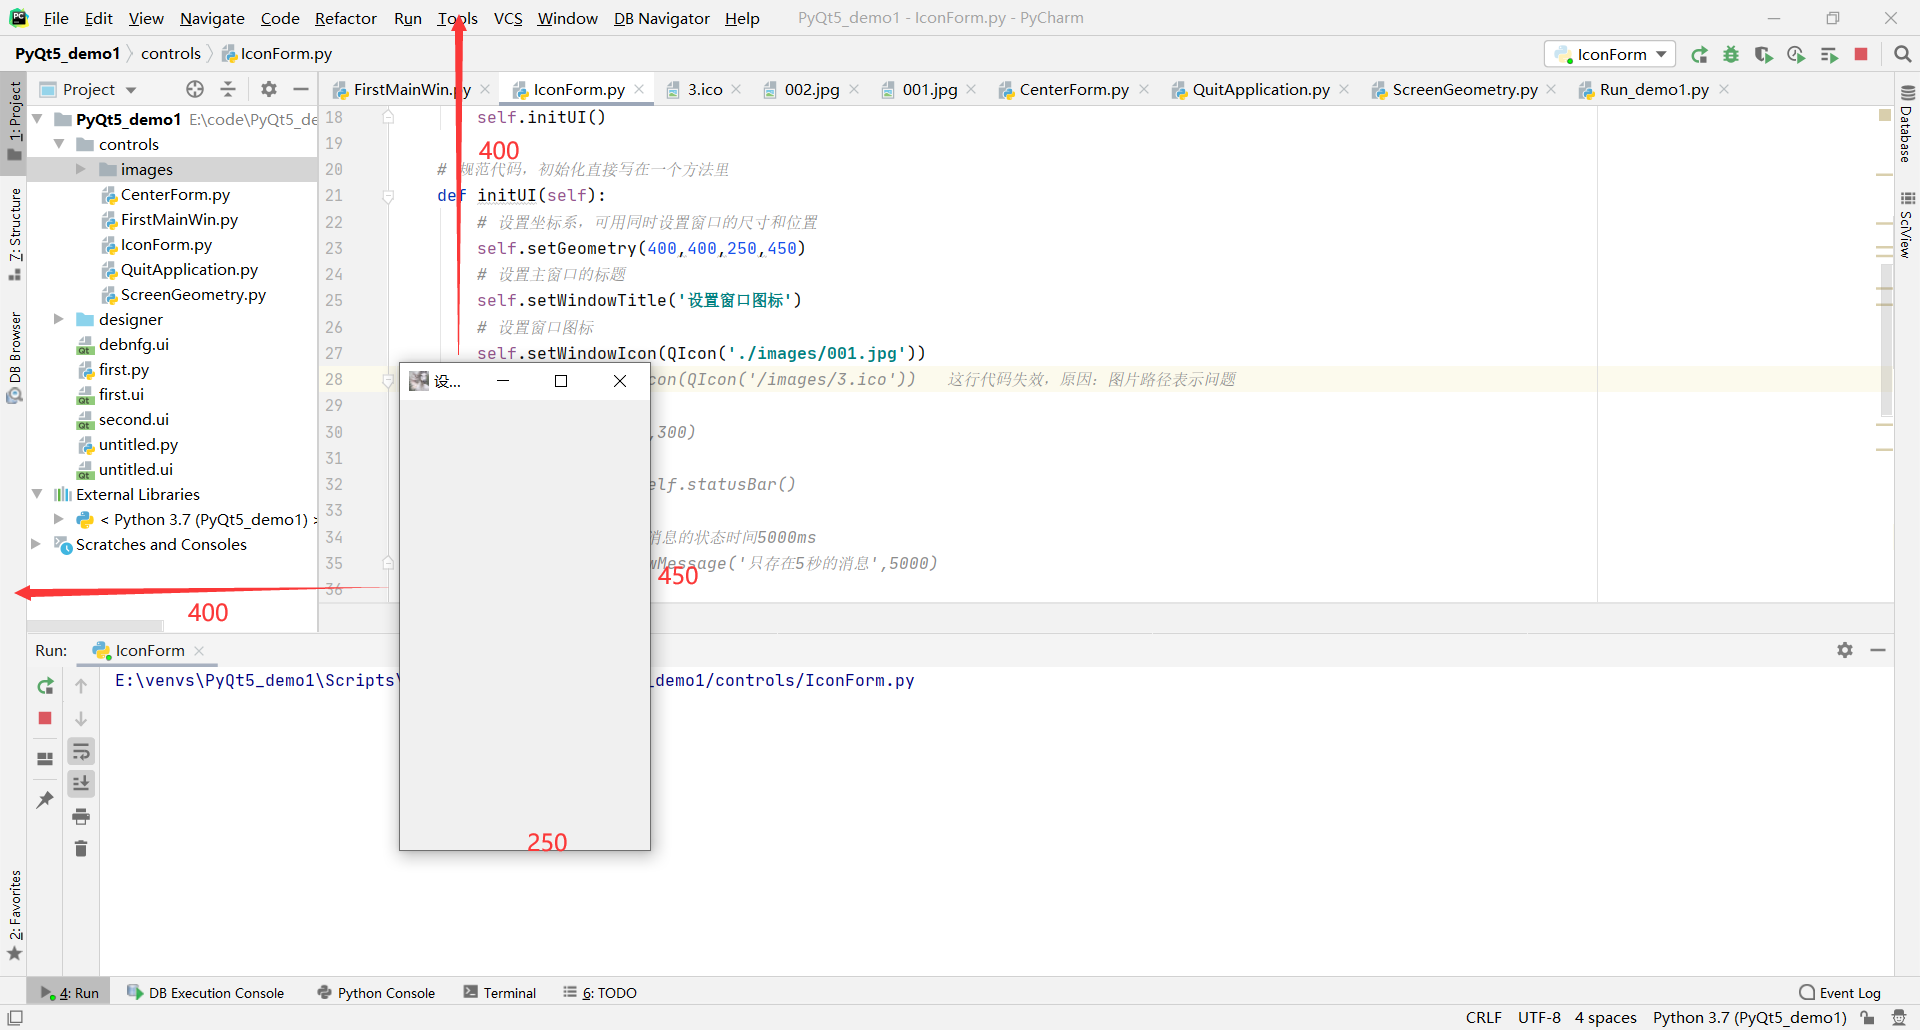 File Edit View Navigate Code Refactor Run Tools VCS Window DB Navigator Help PyQt5_demo1 - IconForm.py - PyCharm
PyQt5_demo1 controls IconForm.py
IconForm
Project
FirstMainWin.py IconForm.py 3.ico 002.jpg 001.jpg CenterForm.py QuitApplication.py ScreenGeometry.py Run_demo1.py
1: Project
7: Structure
DB Browser
2: Favorites
PyQt5_demo1 E:\code\PyQt5_de
controls
images
CenterForm.py
FirstMainWin.py
IconForm.py
QuitApplication.py
ScreenGeometry.py
designer
debnfg.ui
first.py
first.ui
second.ui
untitled.py
untitled.ui
External Libraries
< Python 3.7 (PyQt5_demo1) >
Scratches and Consoles
400
18 self.initUI()
400
19
20 # 规范代码，初始化直接写在一个方法里
21 def initUI(self):
22 # 设置坐标系，可用同时设置窗口的尺寸和位置
23 self.setGeometry(400,400,250,450)
24 # 设置主窗口的标题
25 self.setWindowTitle('设置窗口图标')
26 # 设置窗口图标
27 self.setWindowIcon(QIcon('./images/001.jpg'))
28 con(QIcon('/images/3.ico')) 这行代码失效，原因：图片路径表示问题
29
30 ,300)
31
32 elf.statusBar()
33
34 消息的状态时间5000ms
35 wMessage('只存在5秒的消息',5000)
36
450
设...
250
Database
SciView
Run: IconForm
E:\venvs\PyQt5_demo1\Scripts\ _demo1/controls/IconForm.py
4: Run DB Execution Console Python Console Terminal 6: TODO Event Log
CRLF UTF-8 4 spaces Python 3.7 (PyQt5_demo1)